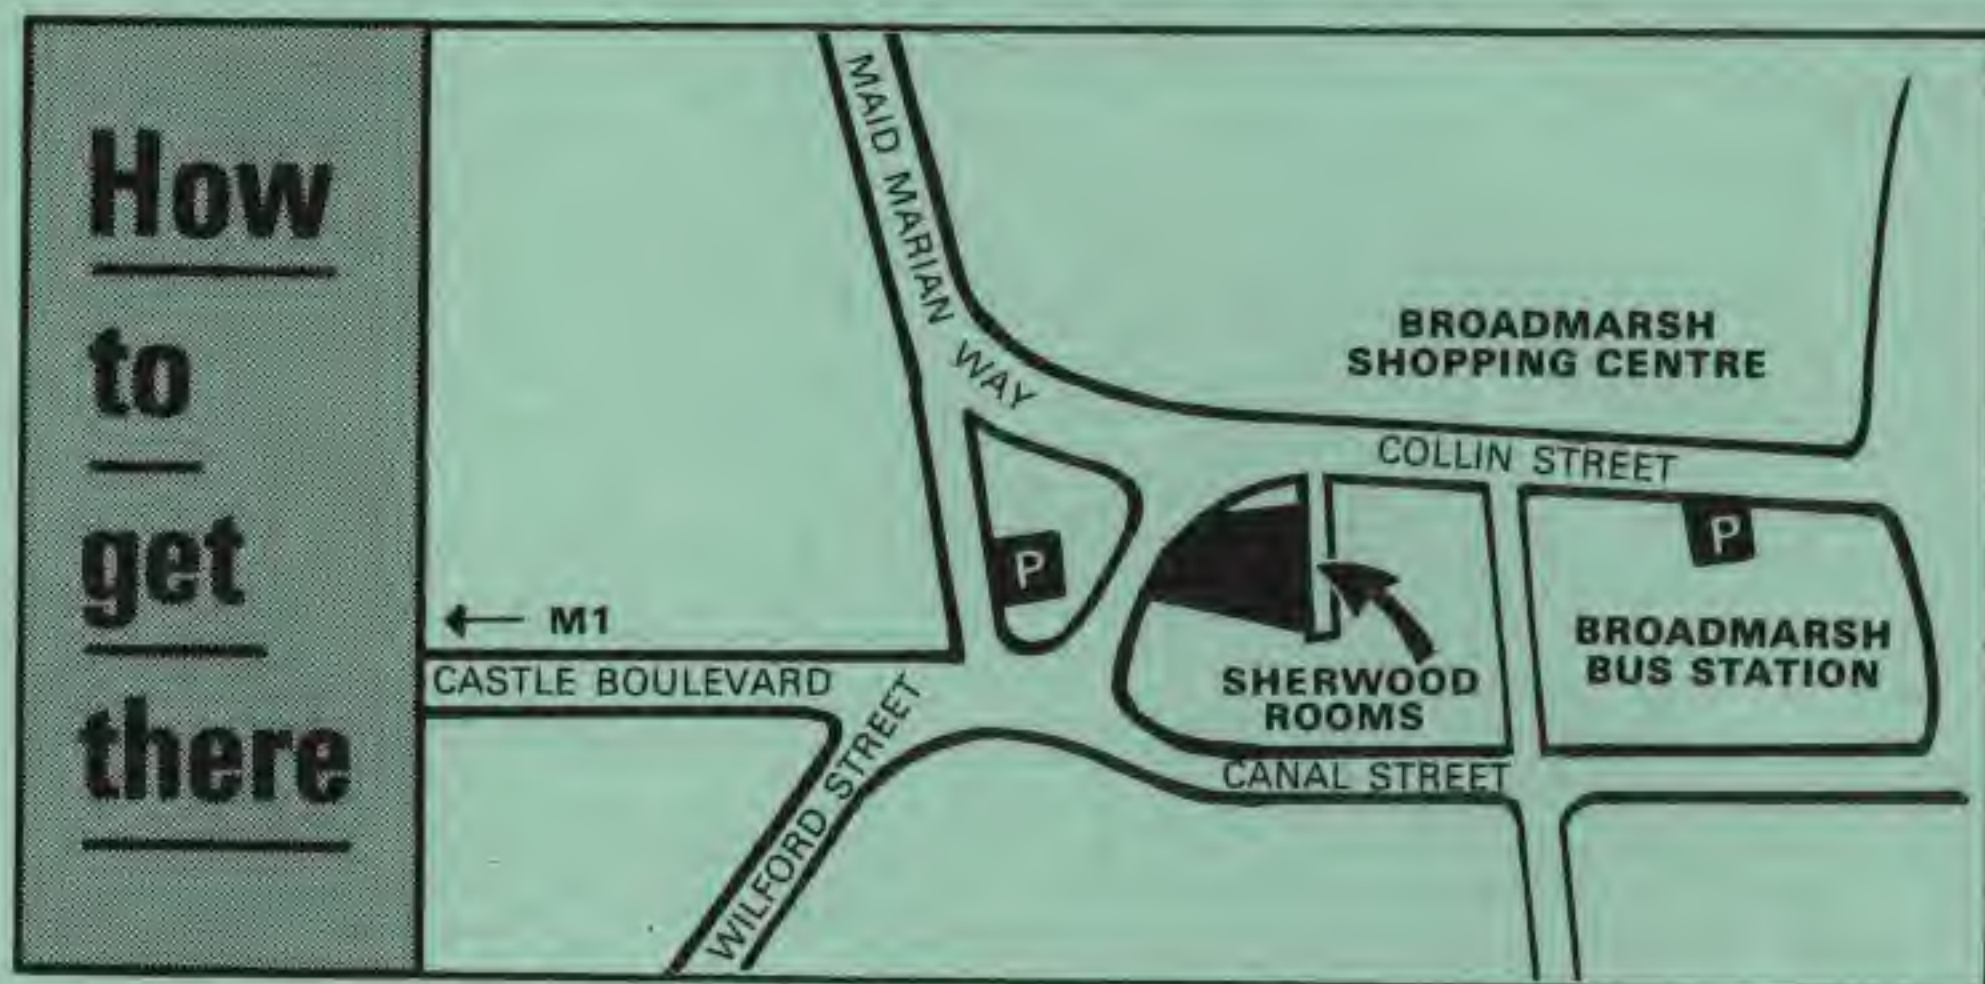 How
to
get
there
MAID MARIAN WAY
BROADMARSH
SHOPPING CENTRE
COLLIN STREET
P
P
← M1
BROADMARSH
BUS STATION
CASTLE BOULEVARD
SHERWOOD
ROOMS
WILFORD STREET
CANAL STREET